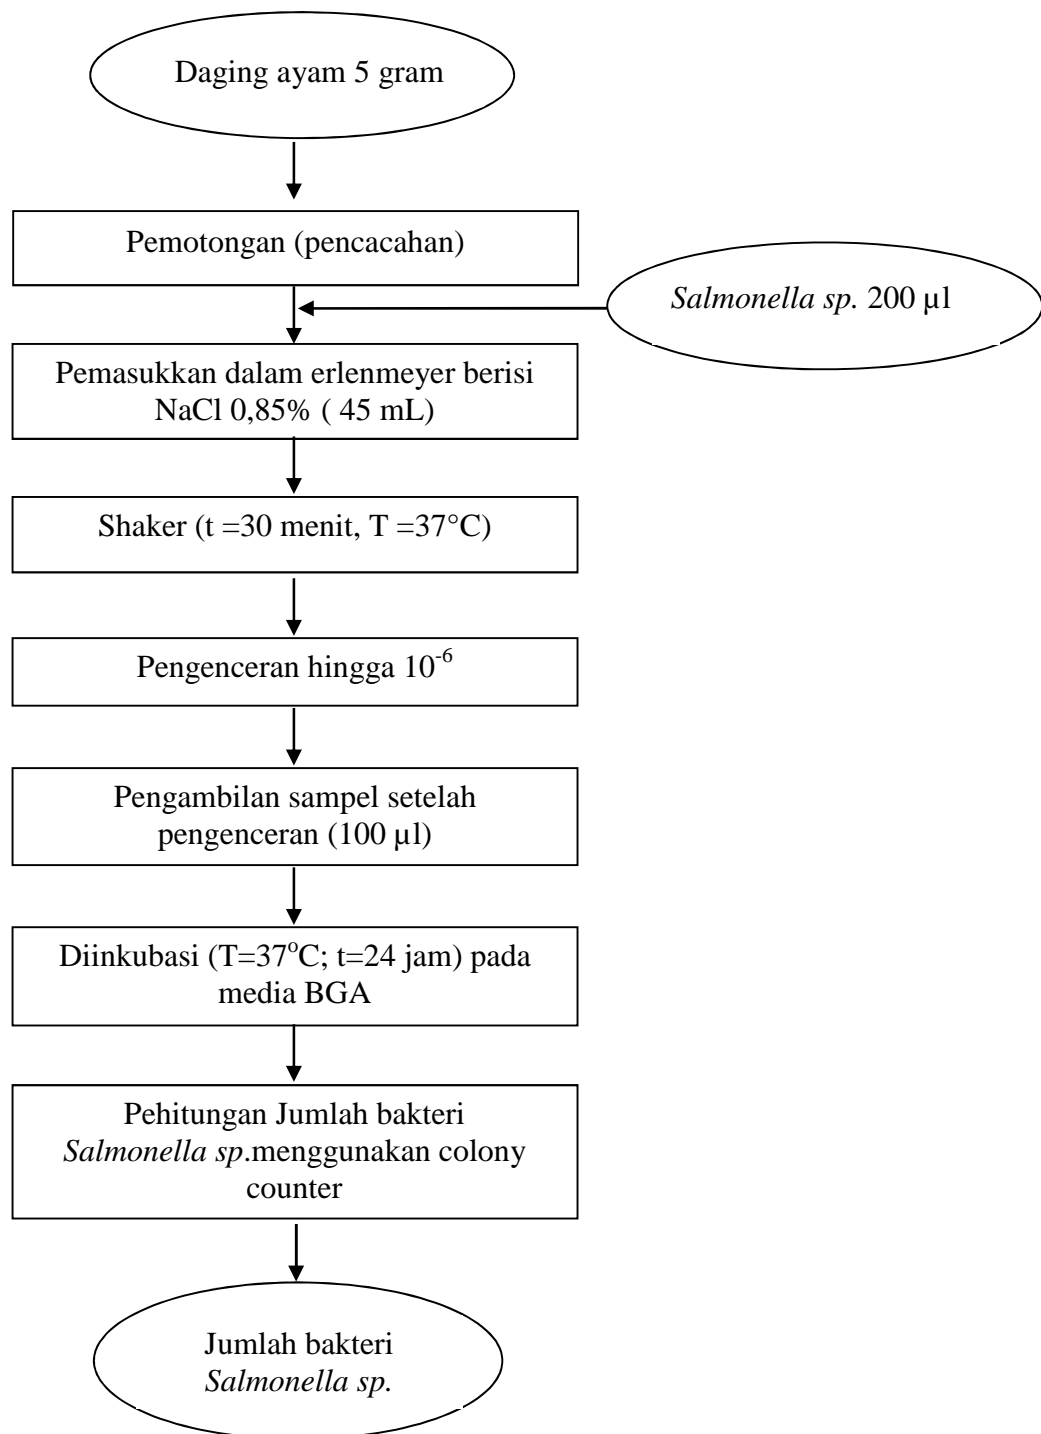 Daging ayam 5 gram
Pemotongan (pencacahan)
Salmonella sp. 200 µl
Pemasukkan dalam erlenmeyer berisi
NaCl 0,85% ( 45 mL)
Shaker (t =30 menit, T =37°C)
Pengenceran hingga 10⁻⁶
Pengambilan sampel setelah
pengenceran (100 µl)
Diinkubasi (T=37°C; t=24 jam) pada
media BGA
Pehitungan Jumlah bakteri
Salmonella sp.menggunakan colony
counter
Jumlah bakteri
Salmonella sp.